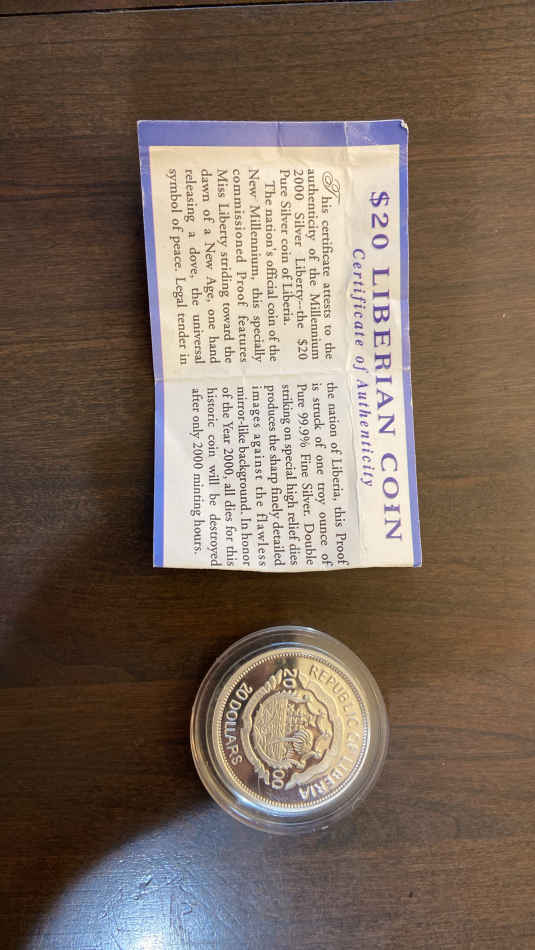 $20 LIBERIAN COIN
Certificate of Authenticity
This certificate attests to the
authenticity of the Millennium
2000 Silver Liberty--the $20
Pure Silver coin of Liberia.
The nation's official coin of the
New Millennium, this specially
commissioned Proof features
Miss Liberty striding toward the
dawn of a New Age, one hand
releasing a dove, the universal
symbol of peace. Legal tender in
the nation of Liberia, this Proof
is struck of one troy ounce of
Pure 99.9% Fine Silver. Double
striking on special high relief dies
produces the sharp finely detailed
images against the flawless
mirror-like background. In honor
of the Year 2000, all dies for this
historic coin will be destroyed
after only 2000 minting hours.
REPUBLIC OF LIBERIA
20 00
20 DOLLARS